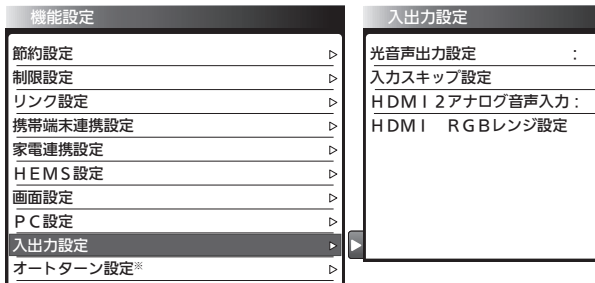 機能設定
節約設定
制限設定
リンク設定
携帯端末連携設定
家電連携設定
ＨＥＭＳ設定
画面設定
ＰＣ設定
入出力設定
オートターン設定※
入出力設定
光音声出力設定　　　：
入力スキップ設定
ＨＤＭＩ２アナログ音声入力：
ＨＤＭＩ　ＲＧＢレンジ設定